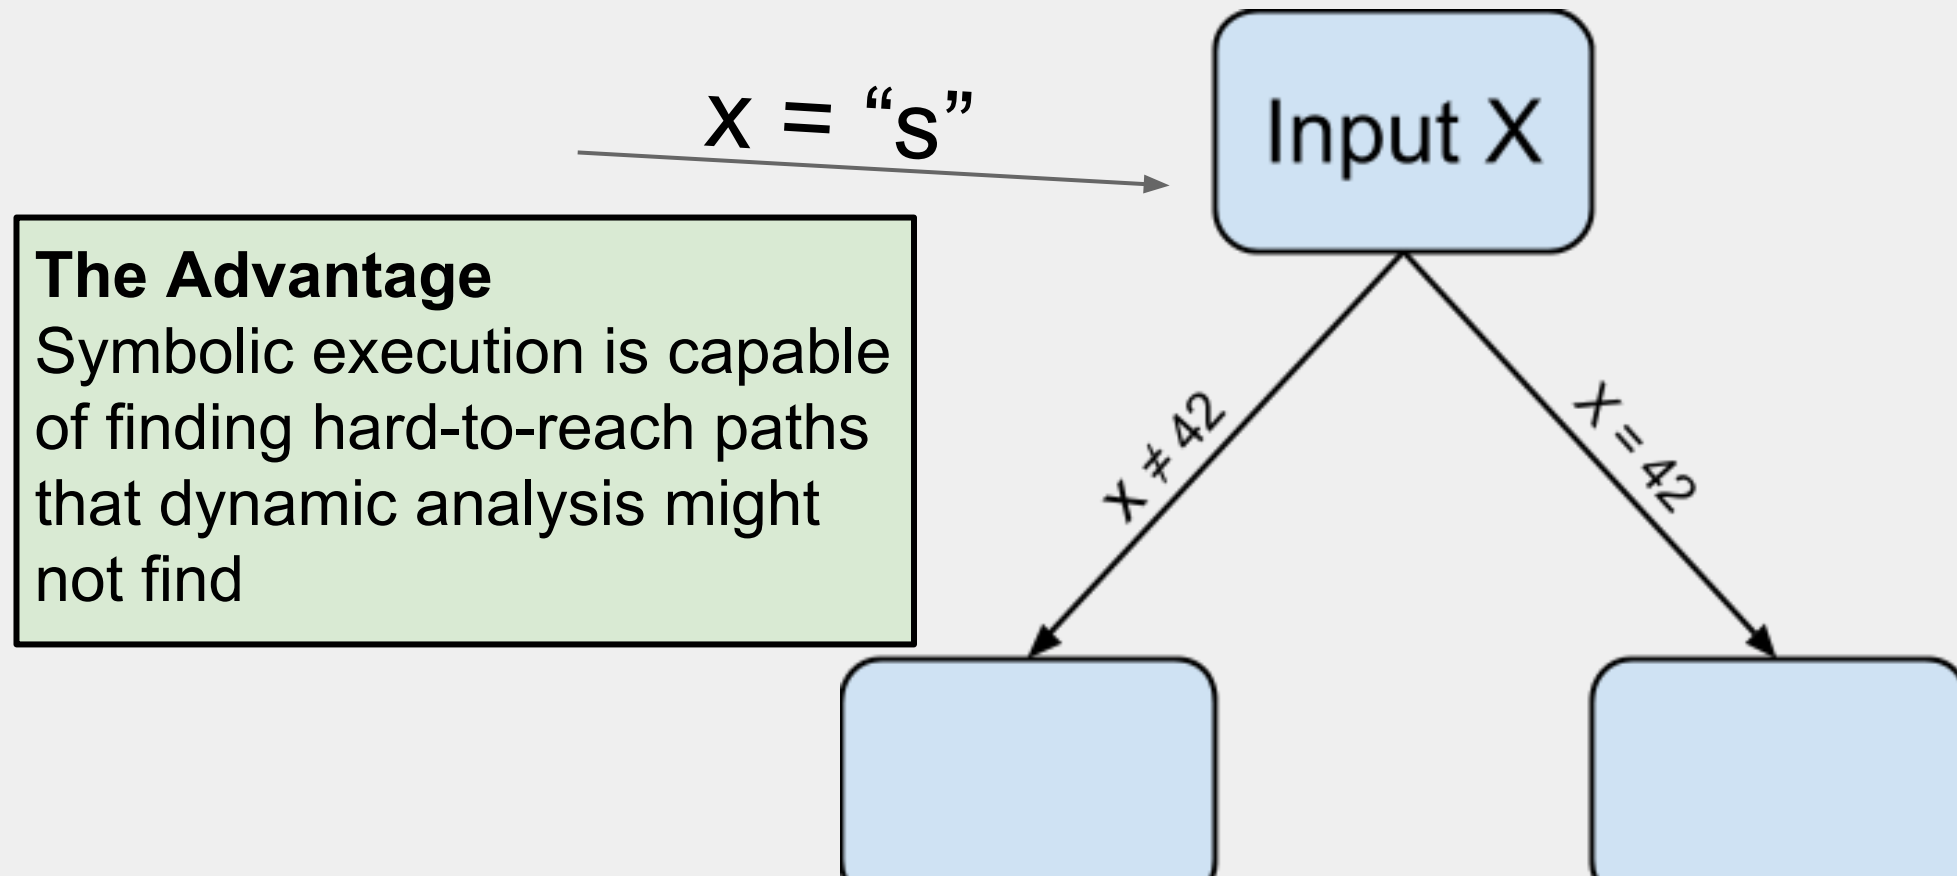 x = “s”
Input X
The Advantage
Symbolic execution is capable
of finding hard-to-reach paths
that dynamic analysis might
not find
X ≠ 42
X = 42